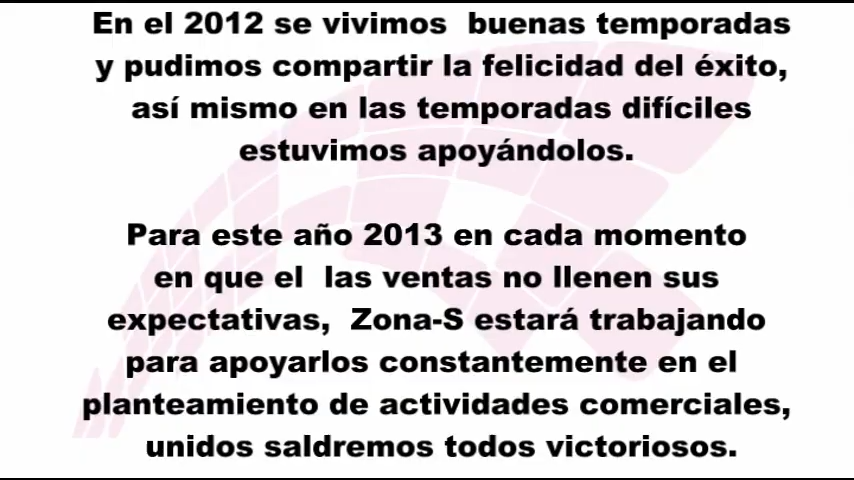 En el 2012 se vivimos  buenas temporadas
y pudimos compartir la felicidad del éxito,
así mismo en las temporadas difíciles
estuvimos apoyándolos.
Para este año 2013 en cada momento
en que el  las ventas no llenen sus
expectativas,  Zona-S estará trabajando
para apoyarlos constantemente en el
planteamiento de actividades comerciales,
unidos saldremos todos victoriosos.